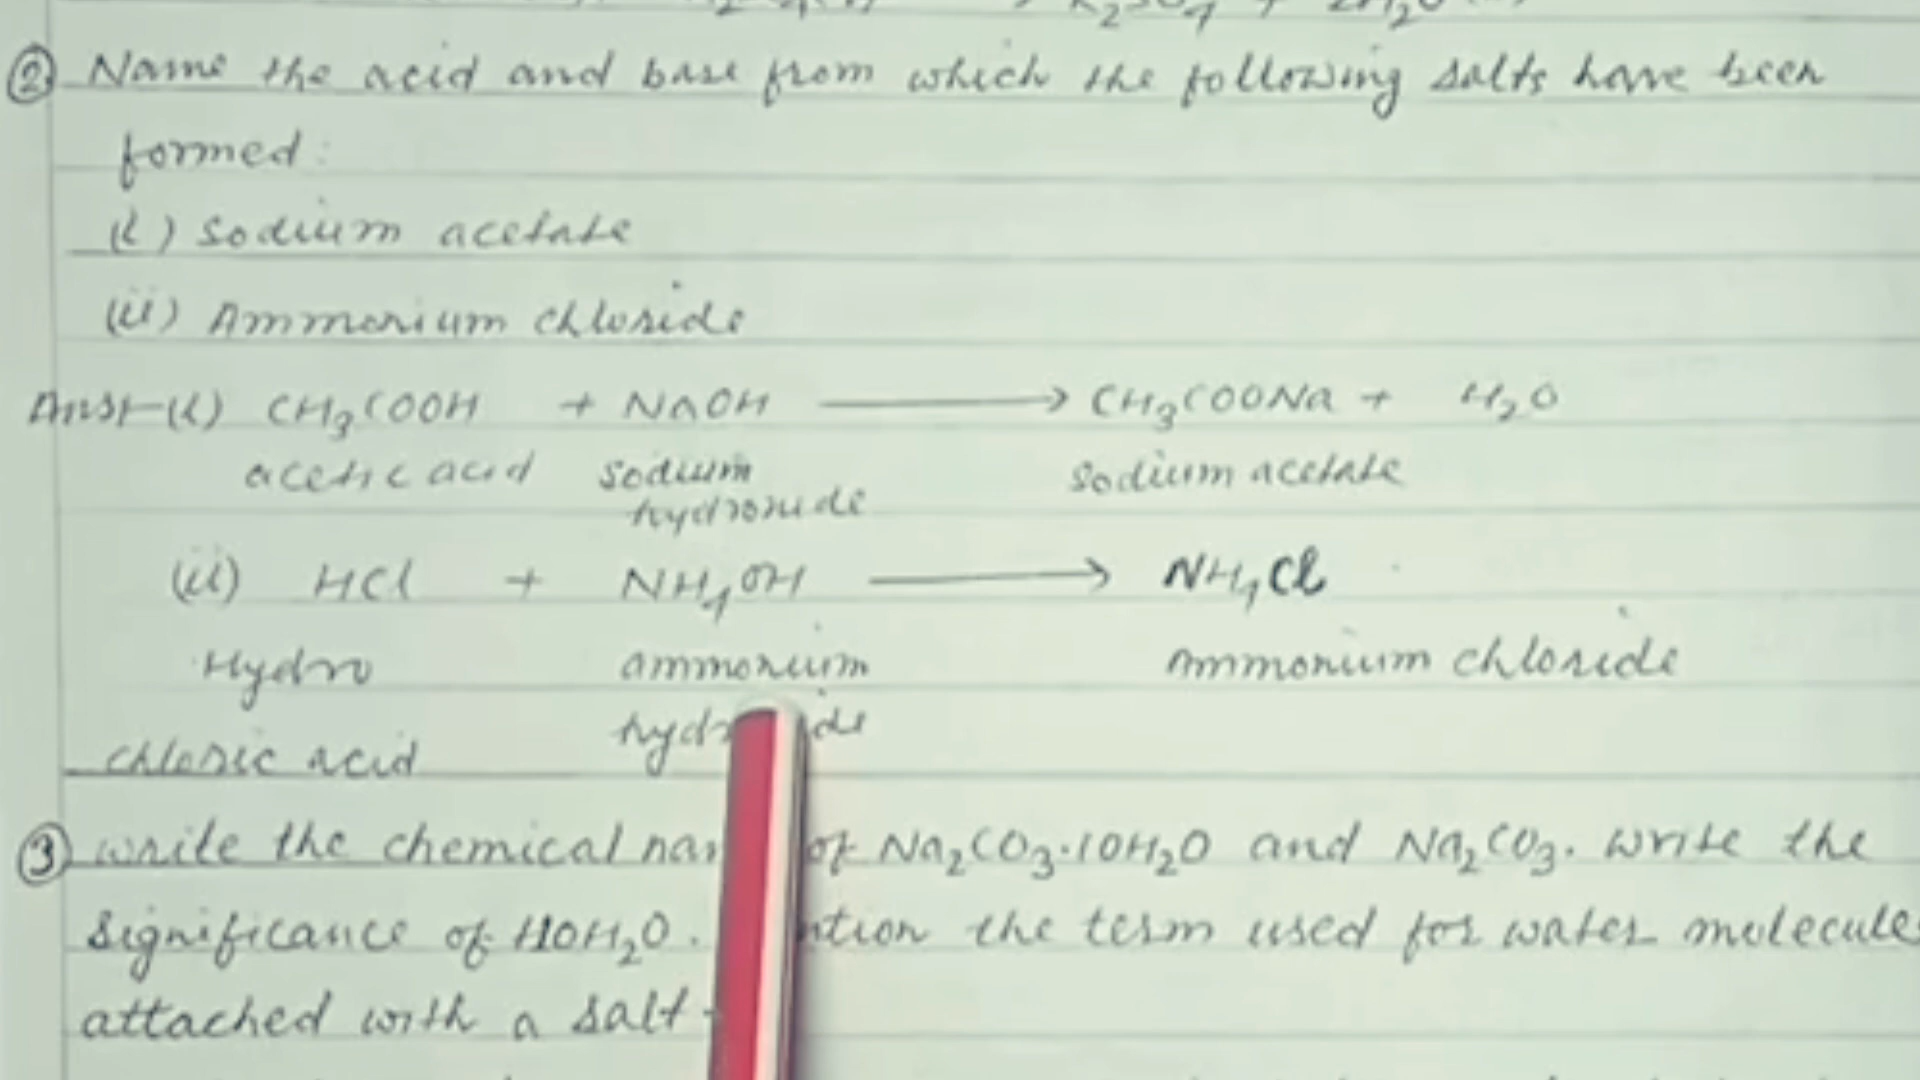 ② Name the acid and base from which the following salts have been
formed:
(i) Sodium acetate
(ii) Ammonium chloride
Ans:- (i) CH₃COOH + NaOH ⟶ CH₃COONa + H₂O
acetic acid sodium sodium acetate
hydroxide
(ii) HCl + NH₄OH ⟶ NH₄Cl
Hydro ammonium Ammonium chloride
chloric acid
③ write the chemical of Na₂CO₃·10H₂O and Na₂CO₃. Write the
significance of 10H₂O. the term used for water molecules
attached with a salt.